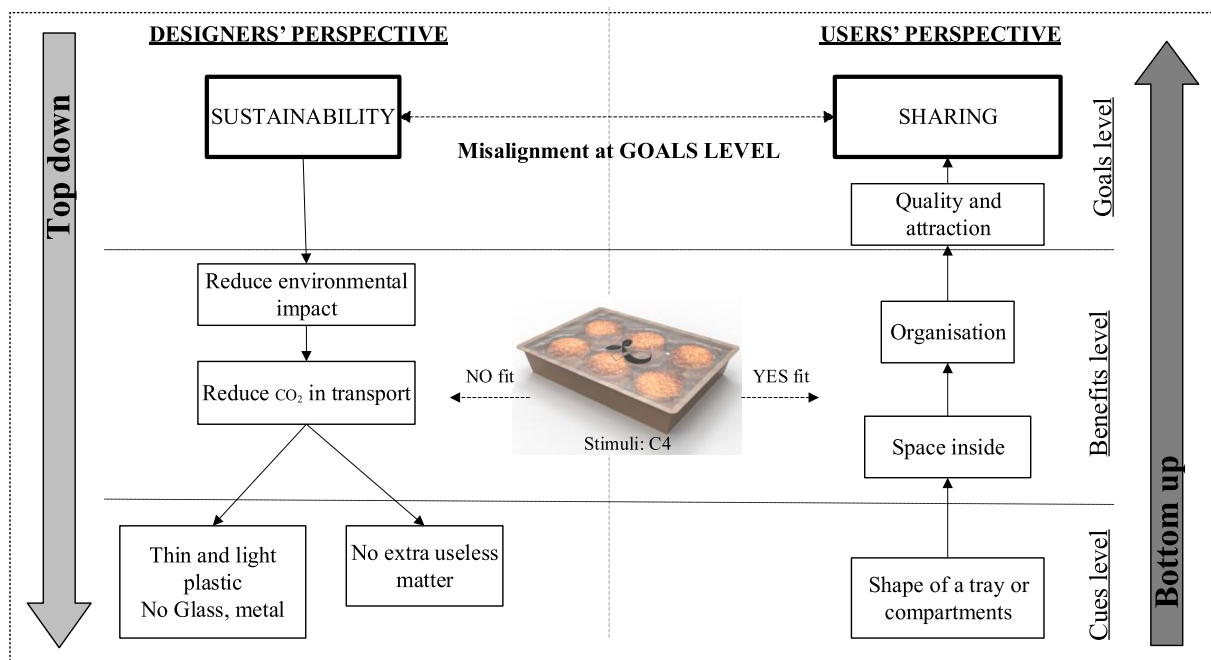 DESIGNERS’ PERSPECTIVE
USERS’ PERSPECTIVE
Top down
SUSTAINABILITY
SHARING
Misalignment at GOALS LEVEL
Quality and
attraction
Goals level
Reduce environmental
impact
Organisation
Reduce CO₂ in transport
NO fit
YES fit
Stimuli: C4
Space inside
Benefits level
Thin and light
plastic
No Glass, metal
No extra useless
matter
Shape of a tray or
compartments
Cues level
Bottom up